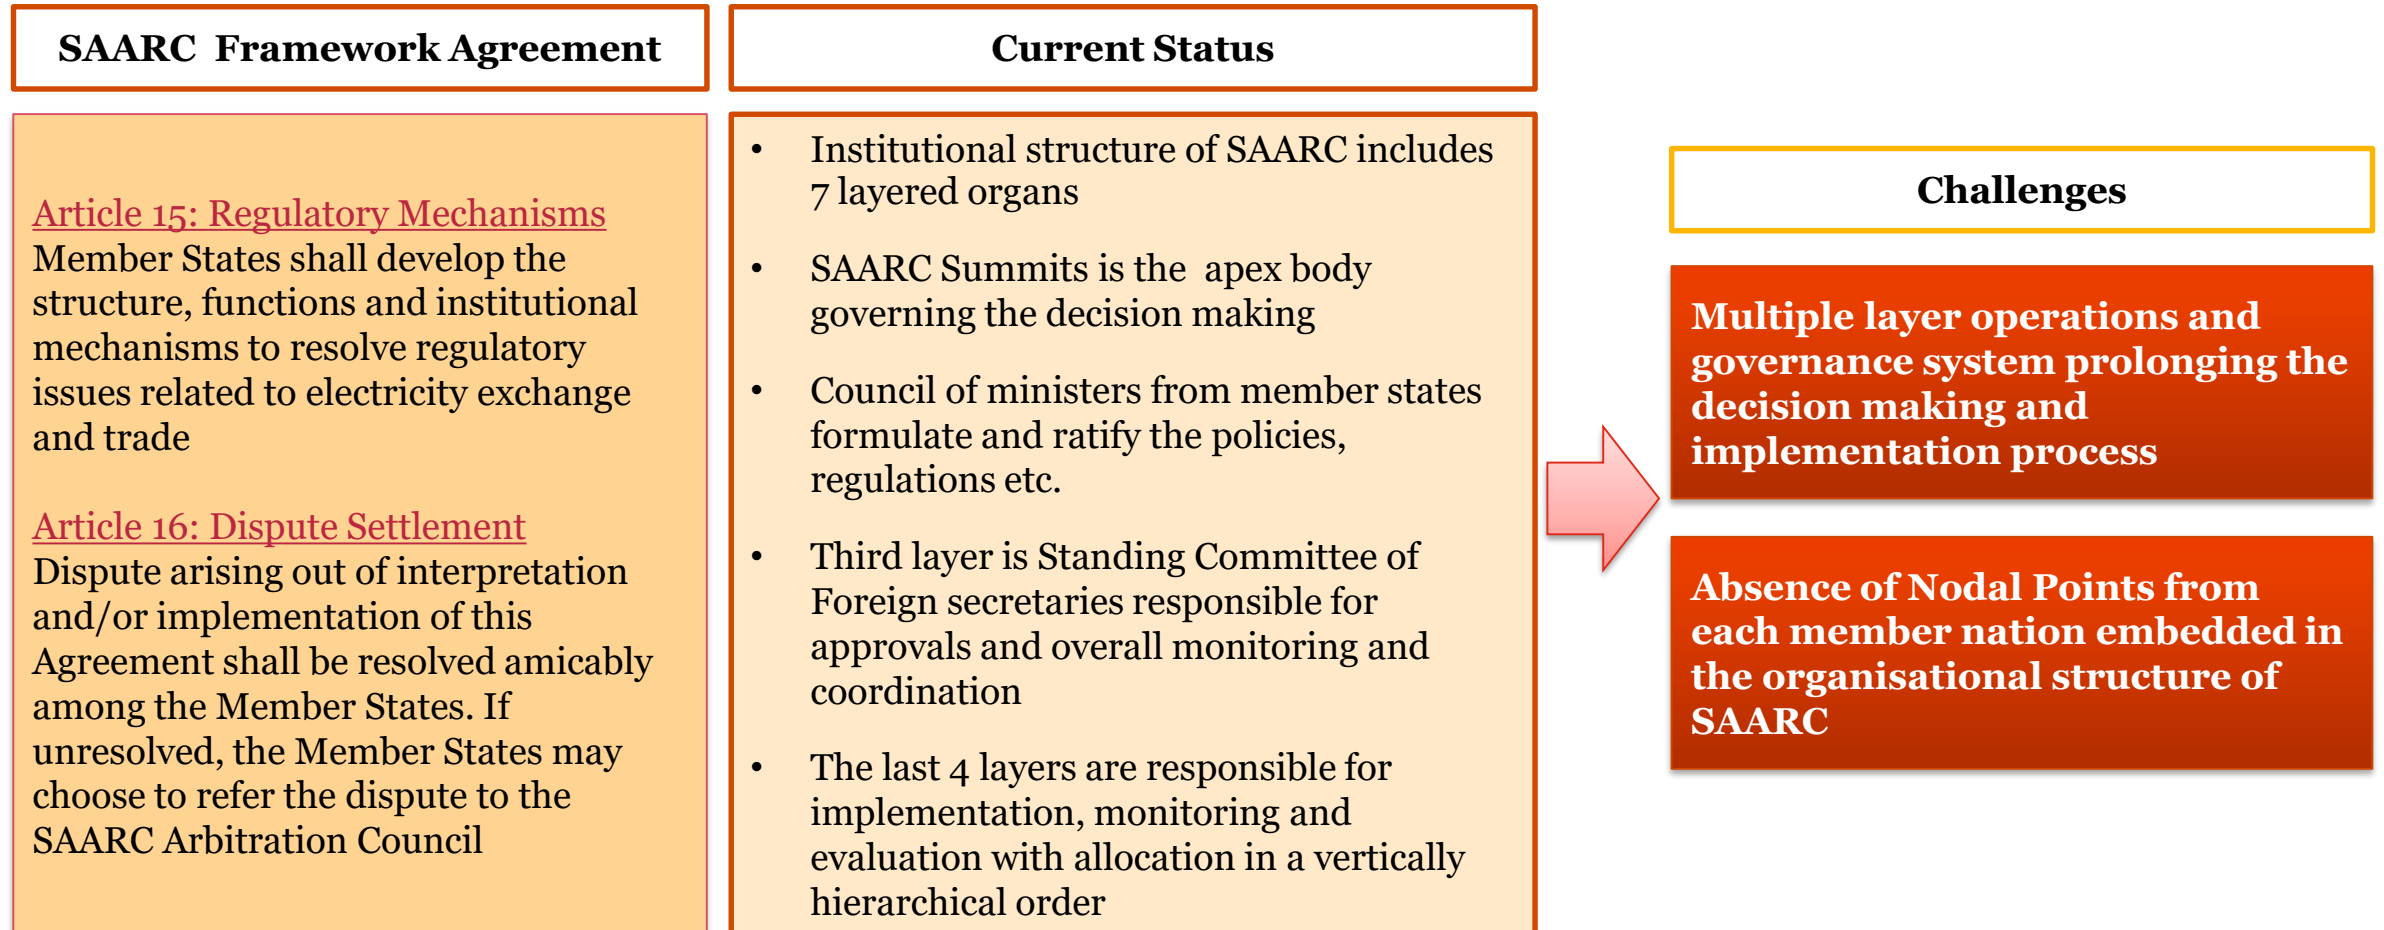 SAARC  Framework Agreement
Article 15: Regulatory Mechanisms
Member States shall develop the
structure, functions and institutional
mechanisms to resolve regulatory
issues related to electricity exchange
and trade
Article 16: Dispute Settlement
Dispute arising out of interpretation
and/or implementation of this
Agreement shall be resolved amicably
among the Member States. If
unresolved, the Member States may
choose to refer the dispute to the
SAARC Arbitration Council
Current Status
• Institutional structure of SAARC includes
7 layered organs
• SAARC Summits is the  apex body
governing the decision making
• Council of ministers from member states
formulate and ratify the policies,
regulations etc.
• Third layer is Standing Committee of
Foreign secretaries responsible for
approvals and overall monitoring and
coordination
• The last 4 layers are responsible for
implementation, monitoring and
evaluation with allocation in a vertically
hierarchical order
Challenges
Multiple layer operations and
governance system prolonging the
decision making and
implementation process
Absence of Nodal Points from
each member nation embedded in
the organisational structure of
SAARC